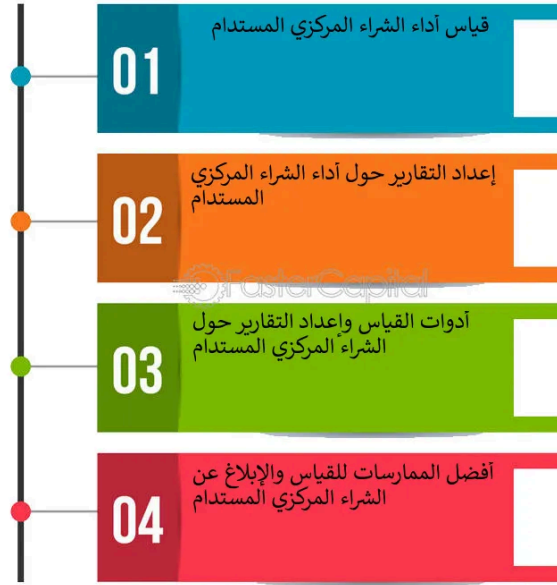 01
قياس أداء الشراء المركزي المستدام
02
إعداد التقارير حول أداء الشراء المركزي
المستدام
FasterCapital
03
أدوات القياس وإعداد التقارير حول
الشراء المركزي المستدام
04
أفضل الممارسات للقياس والإبلاغ عن
الشراء المركزي المستدام